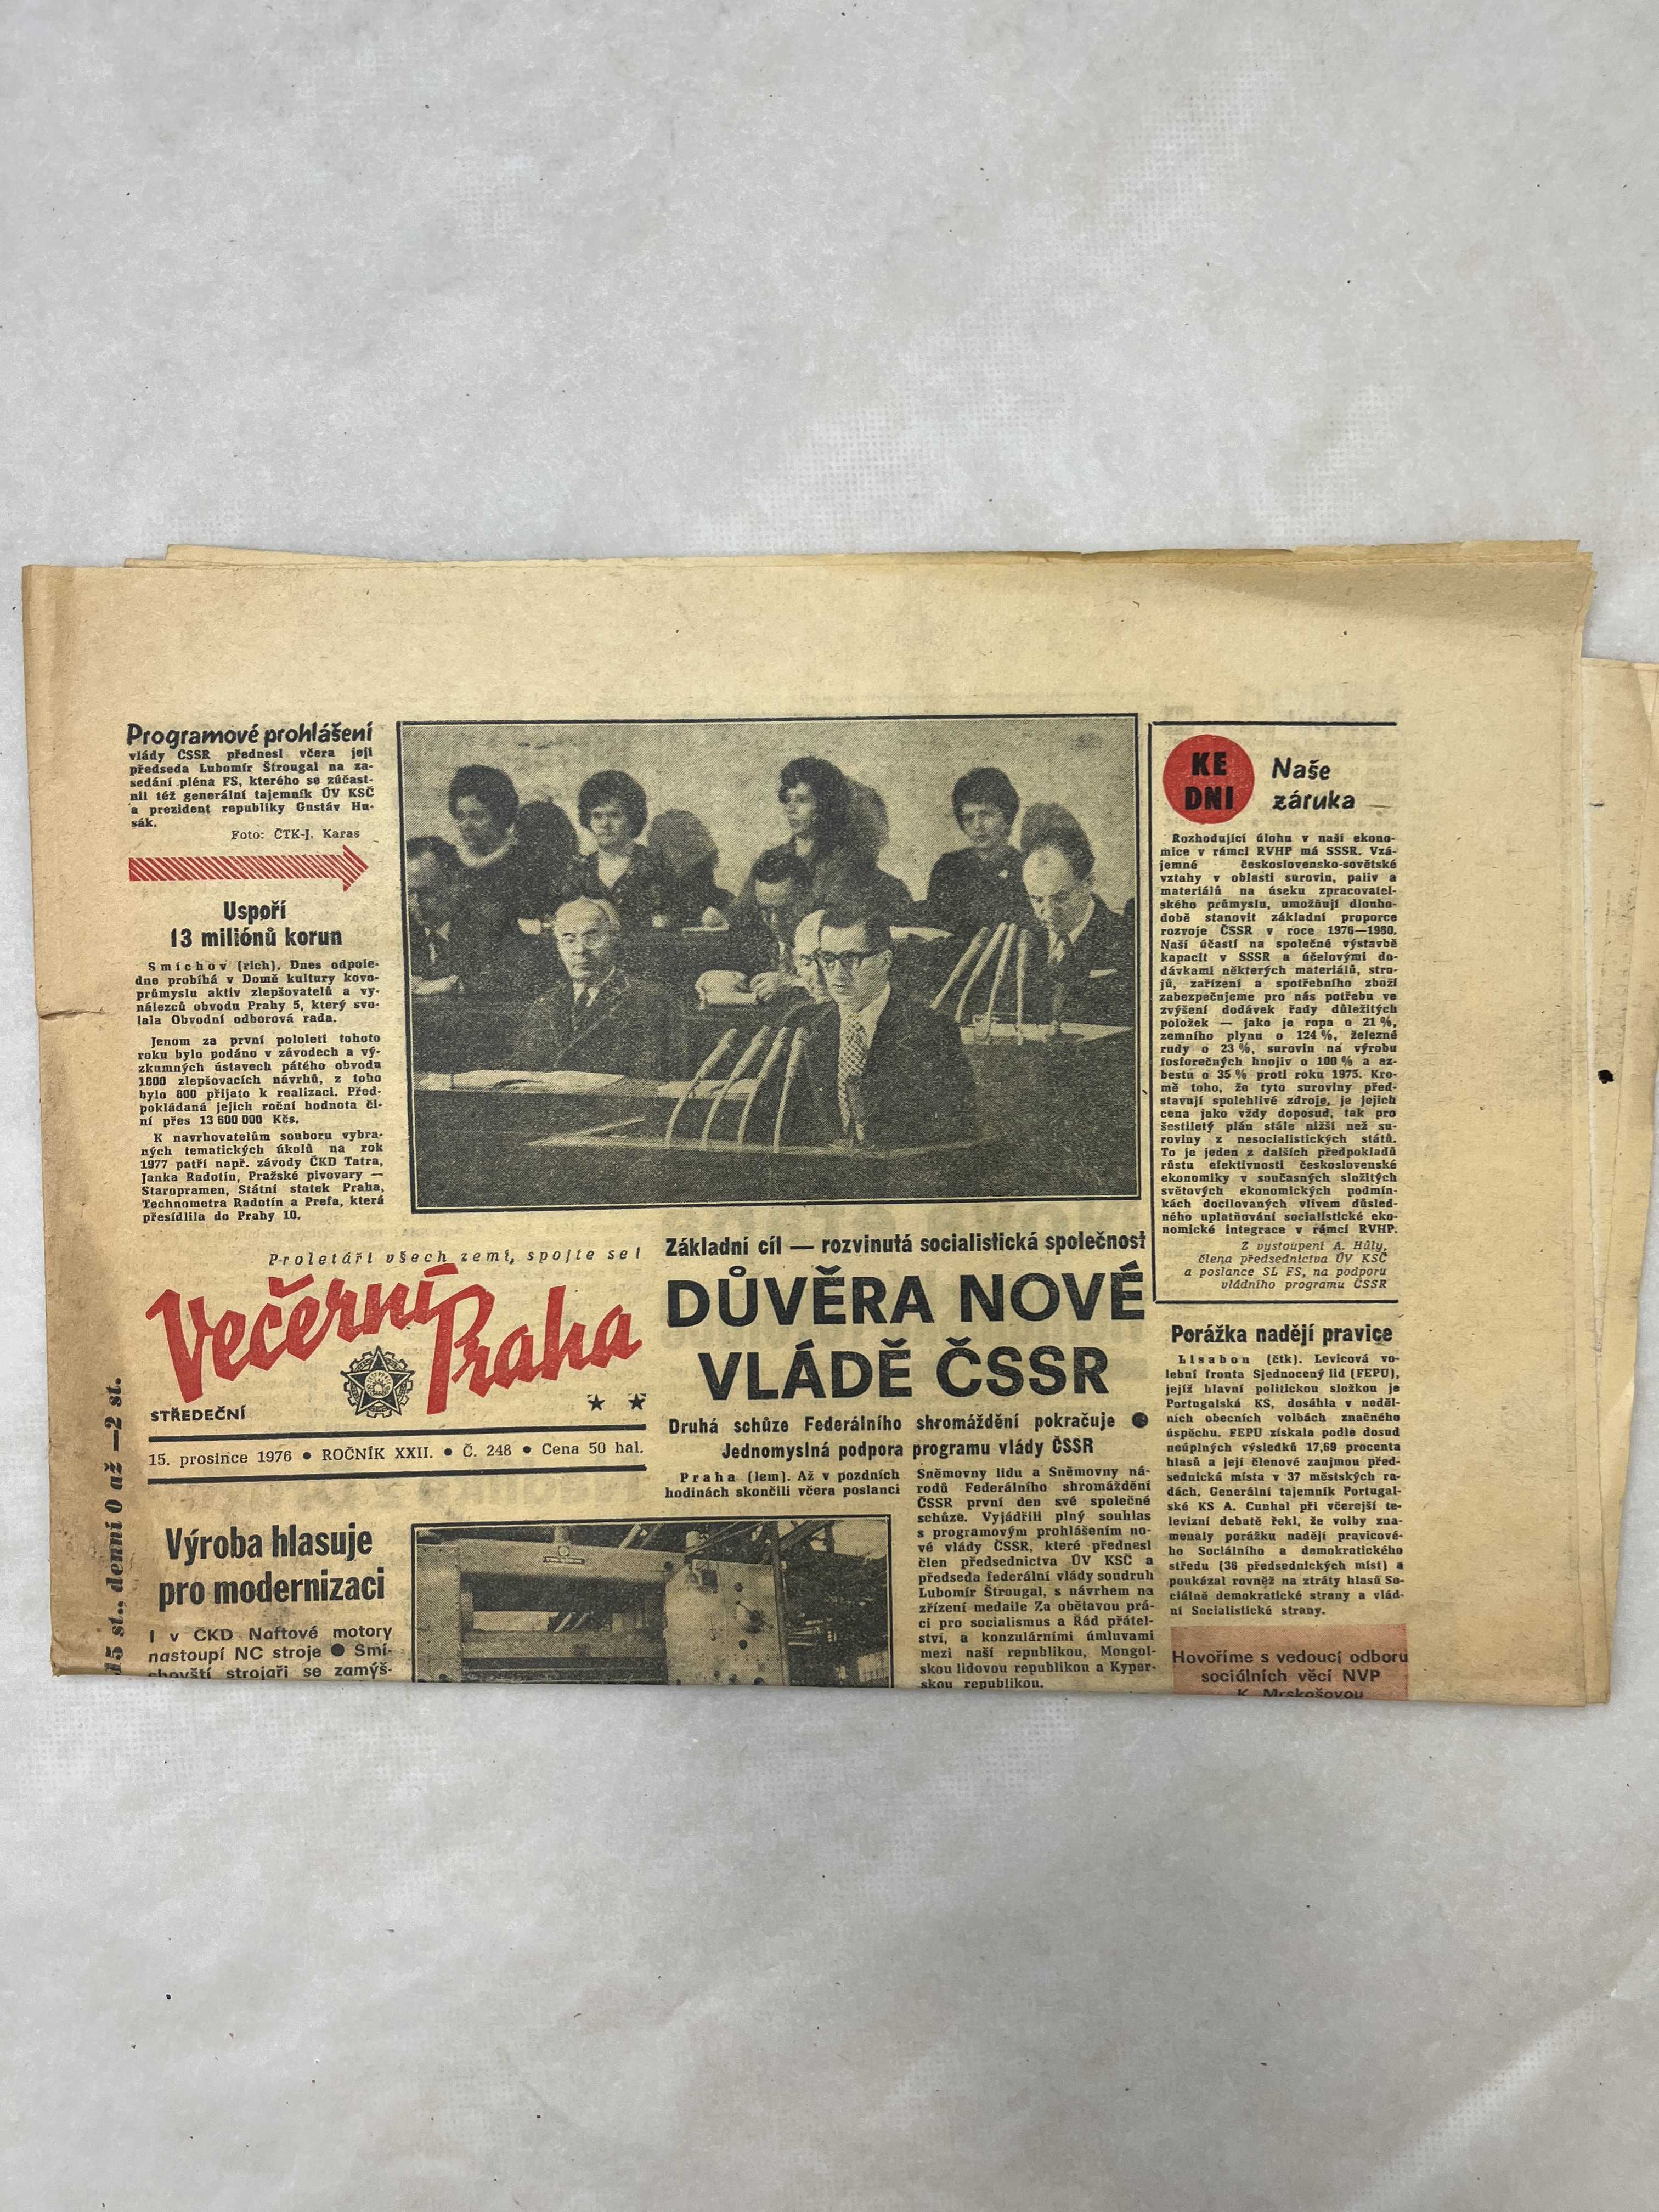 Programové prohlášení
vlády ČSSR přednesl včera její
předseda Lubomír Štrougal na za-
sedání pléna FS, kterého se zúčast-
nil též generální tajemník ÚV KSČ
a prezident republiky Gustáv Hu-
sák.
Foto: ČTK-J. Karas
Uspoří
13 miliónů korun
Smíchov (rich). Dnes odpole-
dne probíhá v Domě kultury kovo-
průmyslu aktiv zlepšovatelů a vy-
nálezců obvodu Prahy 5, který svo-
lala Obvodní odborová rada.
Jenom za první pololetí tohoto
roku bylo podáno v závodech a vý-
zkumných ústavech pátého obvodu
1600 zlepšovacích návrhů, z toho
bylo 800 přijato k realizaci. Před-
pokládaná jejich roční hodnota či-
ní přes 13 600 000 Kčs.
K navrhovatelům souboru vybra-
ných tematických úkolů na rok
1977 patří např. závody ČKD Tatra,
Janka Radotín, Pražské pivovary —
Staropramen, Státní statek Praha,
Technometra Radotín a Prefa, která
přesídlila do Prahy 10.
KE
DNI
Naše
záruka
Rozhodující úlohu v naší ekono-
mice v rámci RVHP má SSSR. Vzá-
jemné československo-sovětské
vztahy v oblasti surovin, paliv a
materiálů na úseku zpracovatel-
ského průmyslu, umožňují dlouho-
době stanovit základní proporce
rozvoje ČSSR v roce 1976—1980.
Naší účastí na společné výstavbě
kapacit v SSSR a účelovými do-
dávkami některých materiálů, stro-
jů, zařízení a spotřebního zboží
zabezpečujeme pro nás potřebu ve
zvýšení dodávek řady důležitých
položek — jako je ropa o 21 %,
zemního plynu o 124 %, železné
rudy o 23 %, surovin na výrobu
fosforečných hnojiv o 100 % a az-
bestu o 35 % proti roku 1975. Kro-
mě toho, že tyto suroviny před-
stavují spolehlivé zdroje, je jejich
cena jako vždy doposud, tak pro
šestiletý plán stále nižší než su-
roviny z nesocialistických států.
To je jeden z dalších předpokladů
růstu efektivnosti československé
ekonomiky v současných složitých
světových ekonomických podmín-
kách docilovaných vlivem důsled-
ného uplatňování socialistické eko-
nomické integrace v rámci RVHP.
Z vystoupení A. Hůly,
člena předsednictva ÚV KSČ
a poslance SL FS, na podporu
vládního programu ČSSR
Proletáři všech zemí, spojte se!
Večerní Praha
STŘEDEČNÍ
15. prosince 1976 ● ROČNÍK XXII. ● Č. 248 ● Cena 50 hal.
15 st., denní 0 až —2 st.
Základní cíl — rozvinutá socialistická společnost
DŮVĚRA NOVÉ
VLÁDĚ ČSSR
Druhá schůze Federálního shromáždění pokračuje ●
Jednomyslná podpora programu vlády ČSSR
Praha (lem). Až v pozdních
hodinách skončili včera poslanci
Sněmovny lidu a Sněmovny ná-
rodů Federálního shromáždění
ČSSR první den své společné
schůze. Vyjádřili plný souhlas
s programovým prohlášením no-
vé vlády ČSSR, které přednesl
člen předsednictva ÚV KSČ a
předseda federální vlády soudruh
Lubomír Štrougal, s návrhem na
zřízení medaile Za obětavou prá-
ci pro socialismus a Řád přátel-
ství, a konzulárními úmluvami
mezi naší republikou, Mongol-
skou lidovou republikou a Kyper-
skou republikou.
Porážka nadějí pravice
Lisabon (čtk). Levicová vo-
lební fronta Sjednocený lid (FEPU),
jejíž hlavní politickou složkou je
Portugalská KS, dosáhla v neděl-
ních obecních volbách značného
úspěchu. FEPU získala podle dosud
neúplných výsledků 17,69 procenta
hlasů a její členové zaujmou před-
sednická místa v 37 městských ra-
dách. Generální tajemník Portugal-
ské KS A. Cunhal při včerejší te-
levizní debatě řekl, že volby zna-
menaly porážku nadějí pravicové-
ho Sociálního a demokratického
středu (36 předsednických míst) a
poukázal rovněž na ztráty hlasů So-
ciálně demokratické strany a vlád-
ní Socialistické strany.
Výroba hlasuje
pro modernizaci
I v ČKD Naftové motory
nastoupí NC stroje ● Smí-
chovští strojaři se zamýš-
Hovoříme s vedoucí odboru
sociálních věcí NVP
K. Mrskošovou